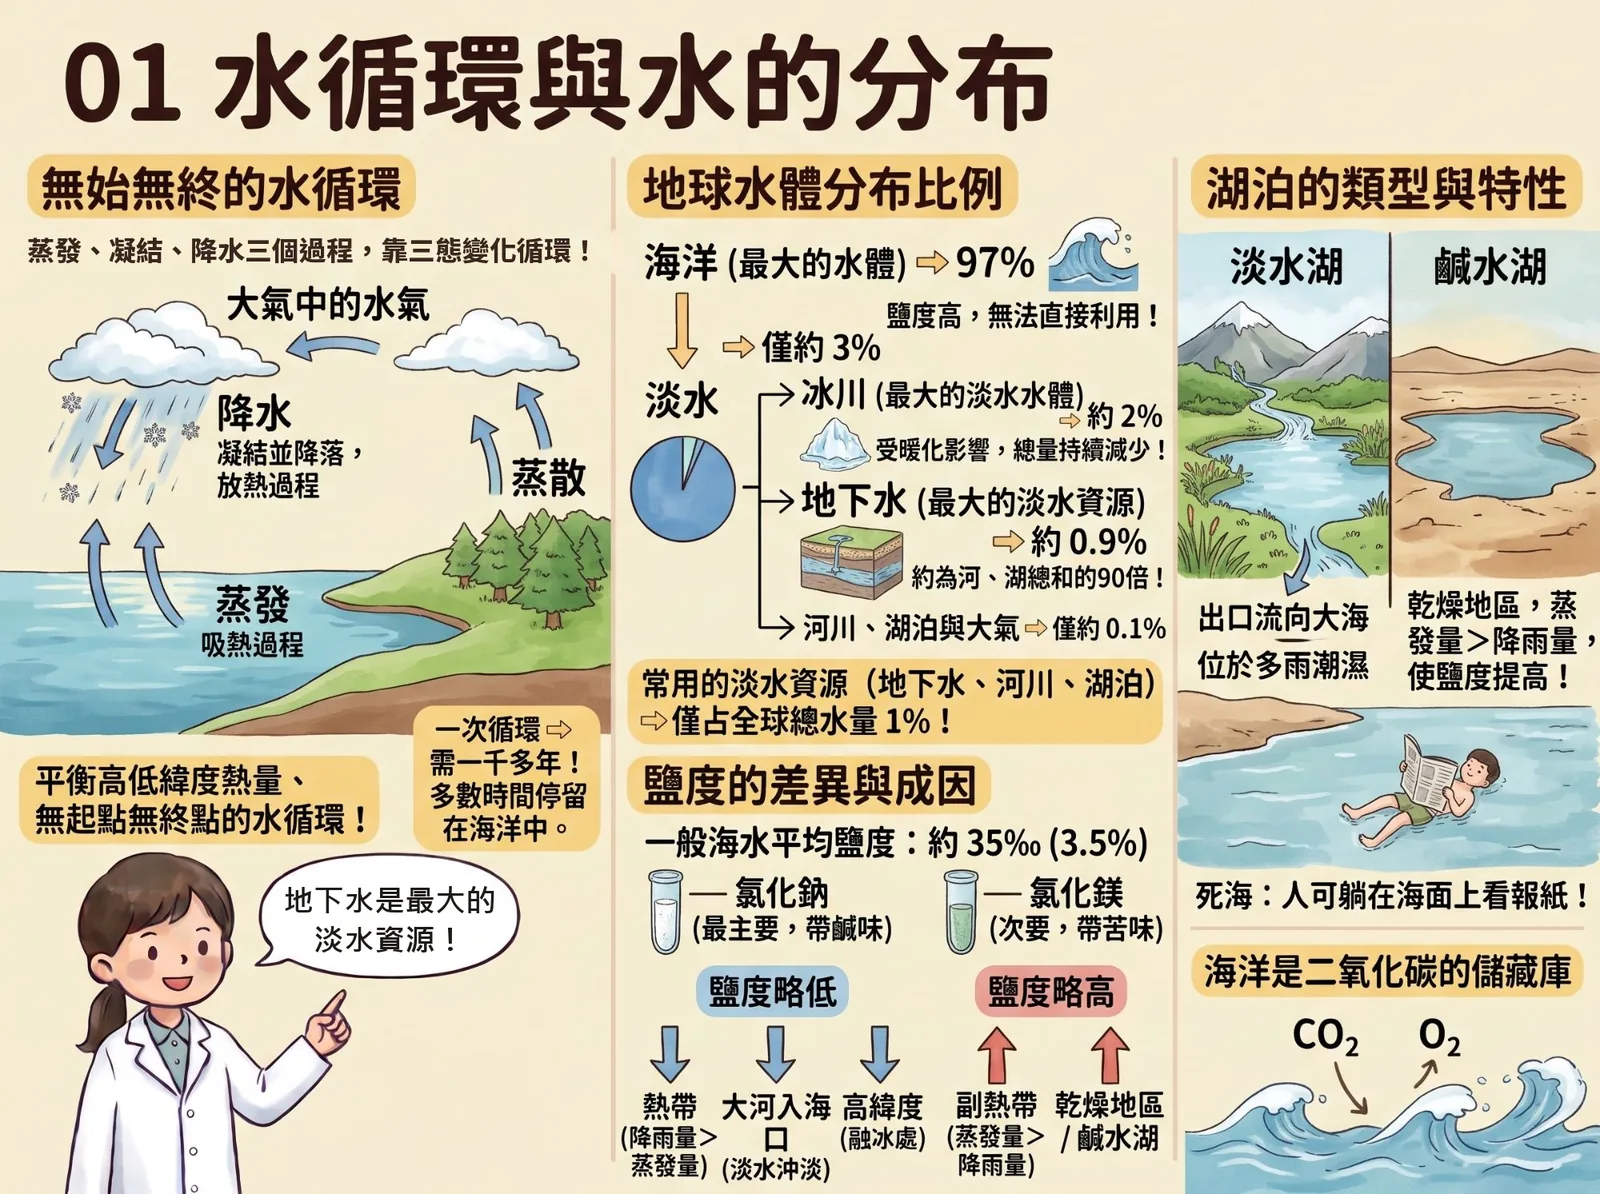 01 水循環與水的分布
無始無終的水循環
蒸發、凝結、降水三個過程，靠三態變化循環！
大氣中的水氣
降水
凝結並降落，
放熱過程
蒸散
蒸發
吸熱過程
一次循環⇨
需一千多年！
多數時間停留
在海洋中。
平衡高低緯度熱量、
無起點無終點的水循環！
地下水是最大的
淡水資源！
地球水體分布比例
海洋 (最大的水體) ⇨ 97%
鹽度高，無法直接利用！
⇨ 僅約 3%
淡水
冰川 (最大的淡水水體)
⇨ 約 2%
受暖化影響，總量持續減少！
地下水 (最大的淡水資源)
⇨ 約 0.9%
約為河、湖總和的90倍！
河川、湖泊與大氣 ⇨ 僅約 0.1%
常用的淡水資源（地下水、河川、湖泊）
⇨ 僅占全球總水量 1%！
鹽度的差異與成因
一般海水平均鹽度：約 35‰ (3.5%)
氯化鈉
(最主要，帶鹹味)
氯化鎂
(次要，帶苦味)
鹽度略低
熱帶
(降雨量＞
蒸發量)
大河入海
口
(淡水沖淡)
高緯度
(融冰處)
鹽度略高
副熱帶
(蒸發量＞
降雨量)
乾燥地區
/ 鹹水湖
湖泊的類型與特性
淡水湖
出口流向大海
位於多雨潮濕
鹹水湖
乾燥地區，蒸
發量＞降雨量，
使鹽度提高！
死海：人可躺在海面上看報紙！
海洋是二氧化碳的儲藏庫
CO₂
O₂